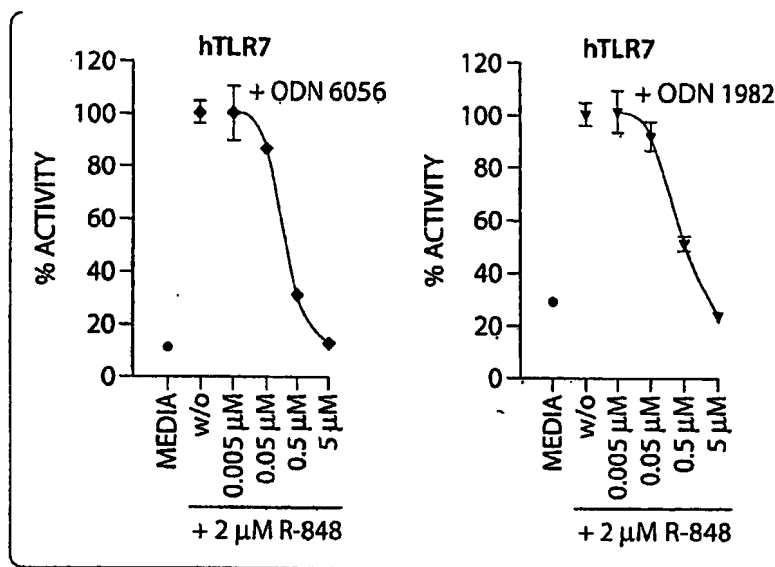 hTLR7
+ ODN 6056
120
100
80
60
40
20
0
% ACTIVITY
MEDIA
w/o
0.005 µM
0.05 µM
0.5 µM
5 µM
+ 2 µM R-848
hTLR7
+ ODN 1982
120
100
80
60
40
20
0
% ACTIVITY
MEDIA
w/o
0.005 µM
0.05 µM
0.5 µM
5 µM
+ 2 µM R-848